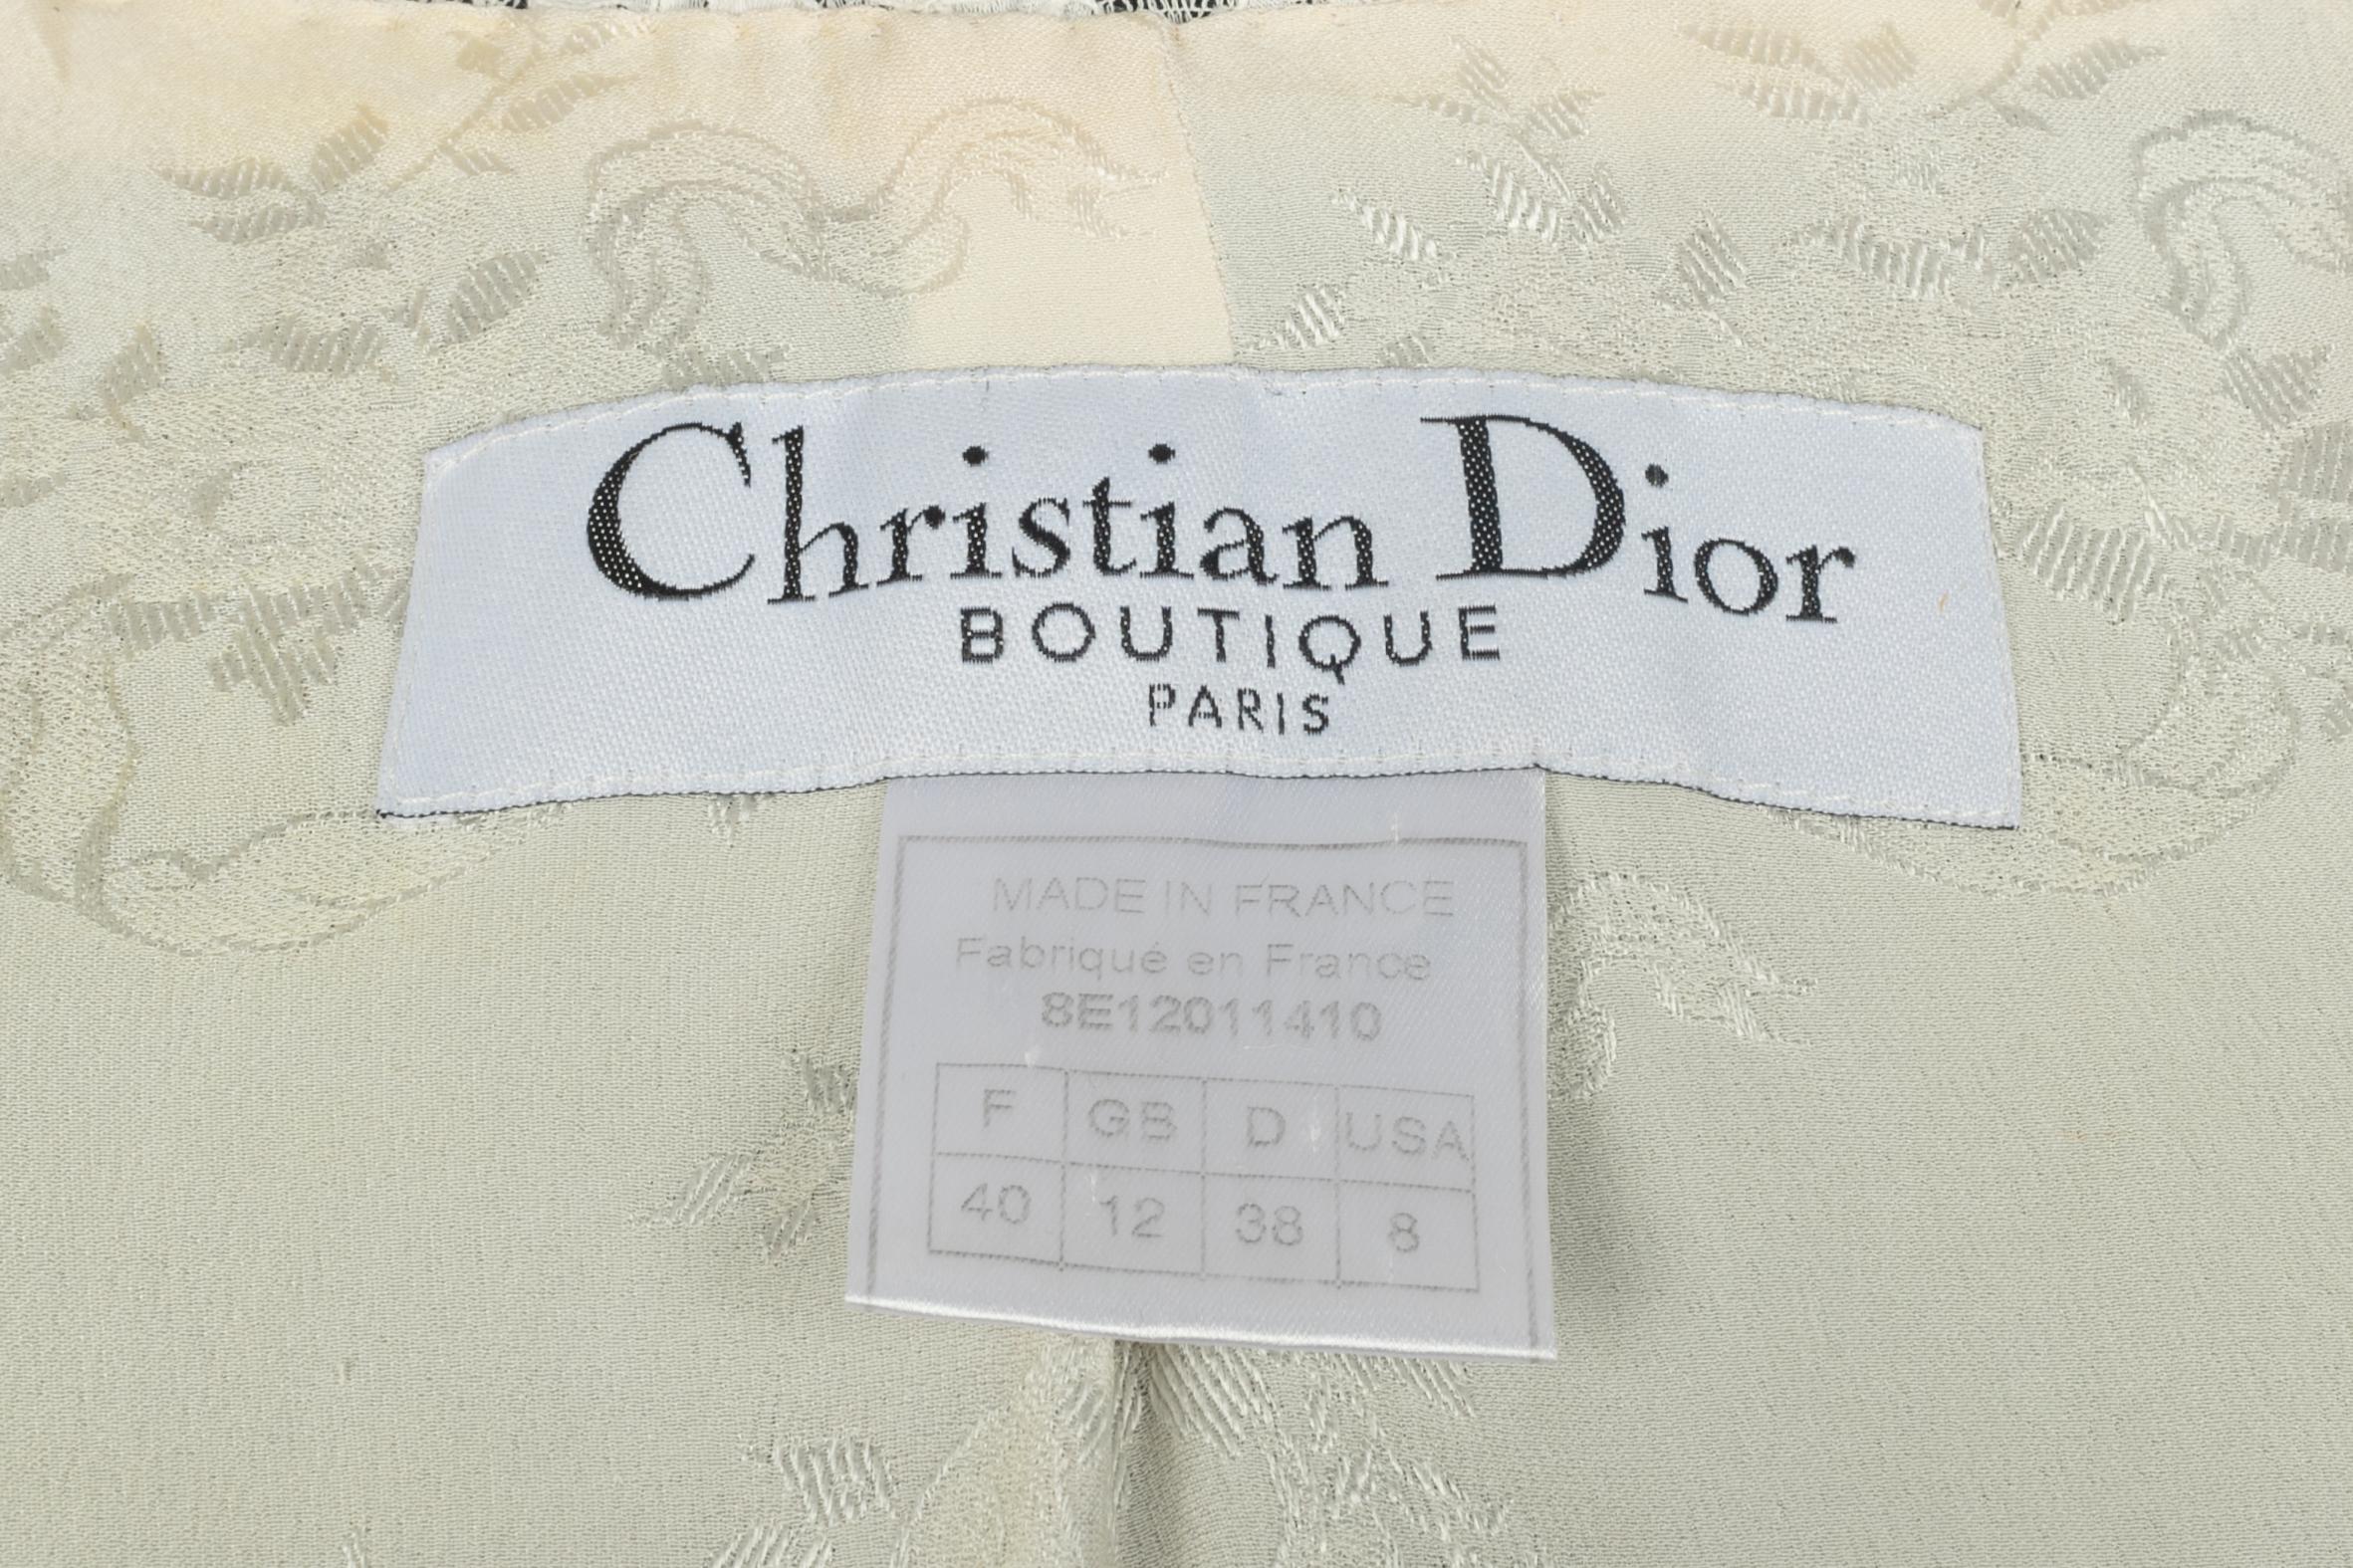 Christian Dior
BOUTIQUE
PARIS
MADE IN FRANCE
Fabriqué en France
8E12011410
F GB D USA
40 12 38 8